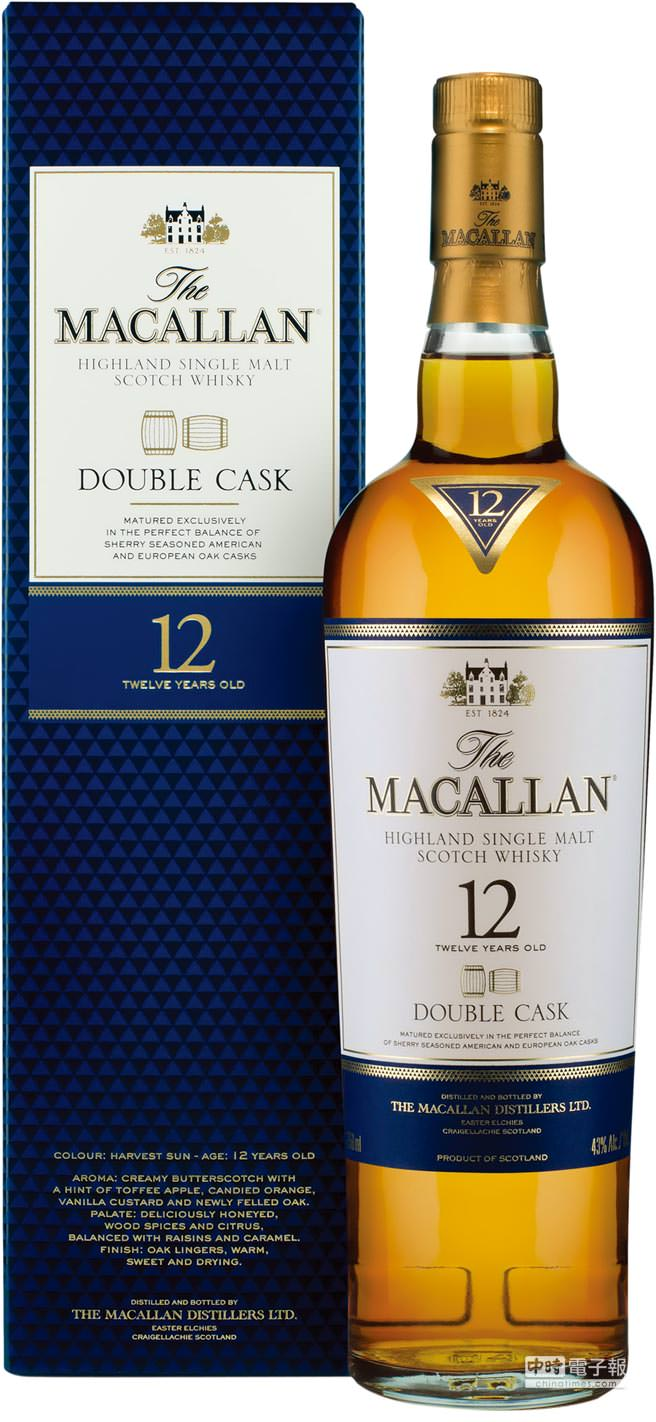 EST. 1824
The
MACALLAN
HIGHLAND SINGLE MALT
SCOTCH WHISKY
DOUBLE CASK
MATURED EXCLUSIVELY
IN THE PERFECT BALANCE OF
SHERRY SEASONED AMERICAN
AND EUROPEAN OAK CASKS
12
TWELVE YEARS OLD
COLOUR: HARVEST SUN - AGE: 12 YEARS OLD
AROMA: CREAMY BUTTERSCOTCH WITH
A HINT OF TOFFEE APPLE, CANDIED ORANGE,
VANILLA CUSTARD AND NEWLY FELLED OAK.
PALATE: DELICIOUSLY HONEYED,
WOOD SPICES AND CITRUS,
BALANCED WITH RAISINS AND CARAMEL.
FINISH: OAK LINGERS, WARM,
SWEET AND DRYING.
DISTILLED AND BOTTLED BY
THE MACALLAN DISTILLERS LTD.
EASTER ELCHIES
CRAIGELLACHIE SCOTLAND
EST. 1824
The
MACALLAN
12
YEARS
OLD
EST 1824
The
MACALLAN
HIGHLAND SINGLE MALT
SCOTCH WHISKY
12
TWELVE YEARS OLD
DOUBLE CASK
MATURED EXCLUSIVELY IN THE PERFECT BALANCE
OF SHERRY SEASONED AMERICAN AND EUROPEAN OAK CASKS
DISTILLED AND BOTTLED BY
THE MACALLAN DISTILLERS LTD.
EASTER ELCHIES
CRAIGELLACHIE SCOTLAND
43% Alc.
PRODUCT OF SCOTLAND
中時電子報
chinatimes.com